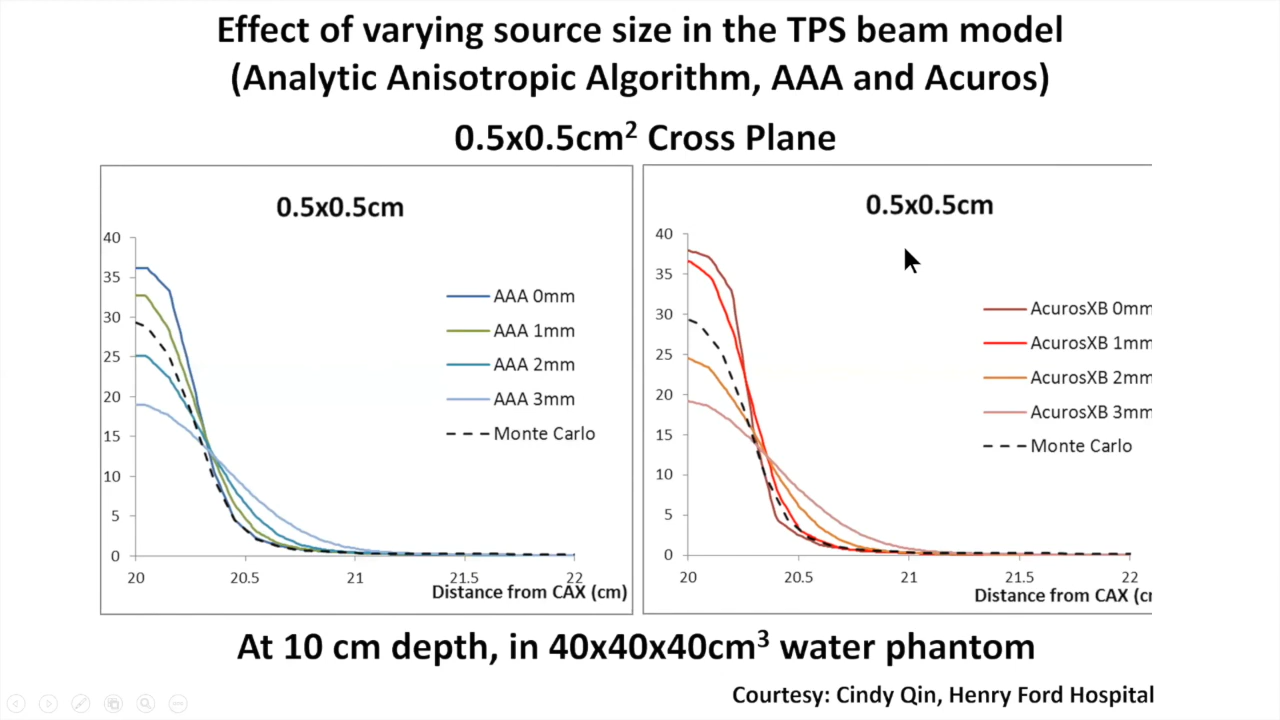 Effect of varying source size in the TPS beam model
(Analytic Anisotropic Algorithm, AAA and Acuros)
0.5x0.5cm² Cross Plane
0.5x0.5cm
40
35
30
25
20
15
10
5
0
20
20.5
21
21.5
22
Distance from CAX (cm)
AAA 0mm
AAA 1mm
AAA 2mm
AAA 3mm
Monte Carlo
0.5x0.5cm
40
35
30
25
20
15
10
5
0
20
20.5
21
21.5
22
Distance from CAX (cr
AcurosXB 0mm
AcurosXB 1mm
AcurosXB 2mm
AcurosXB 3mm
Monte Carlo
At 10 cm depth, in 40x40x40cm³ water phantom
Courtesy: Cindy Qin, Henry Ford Hospital